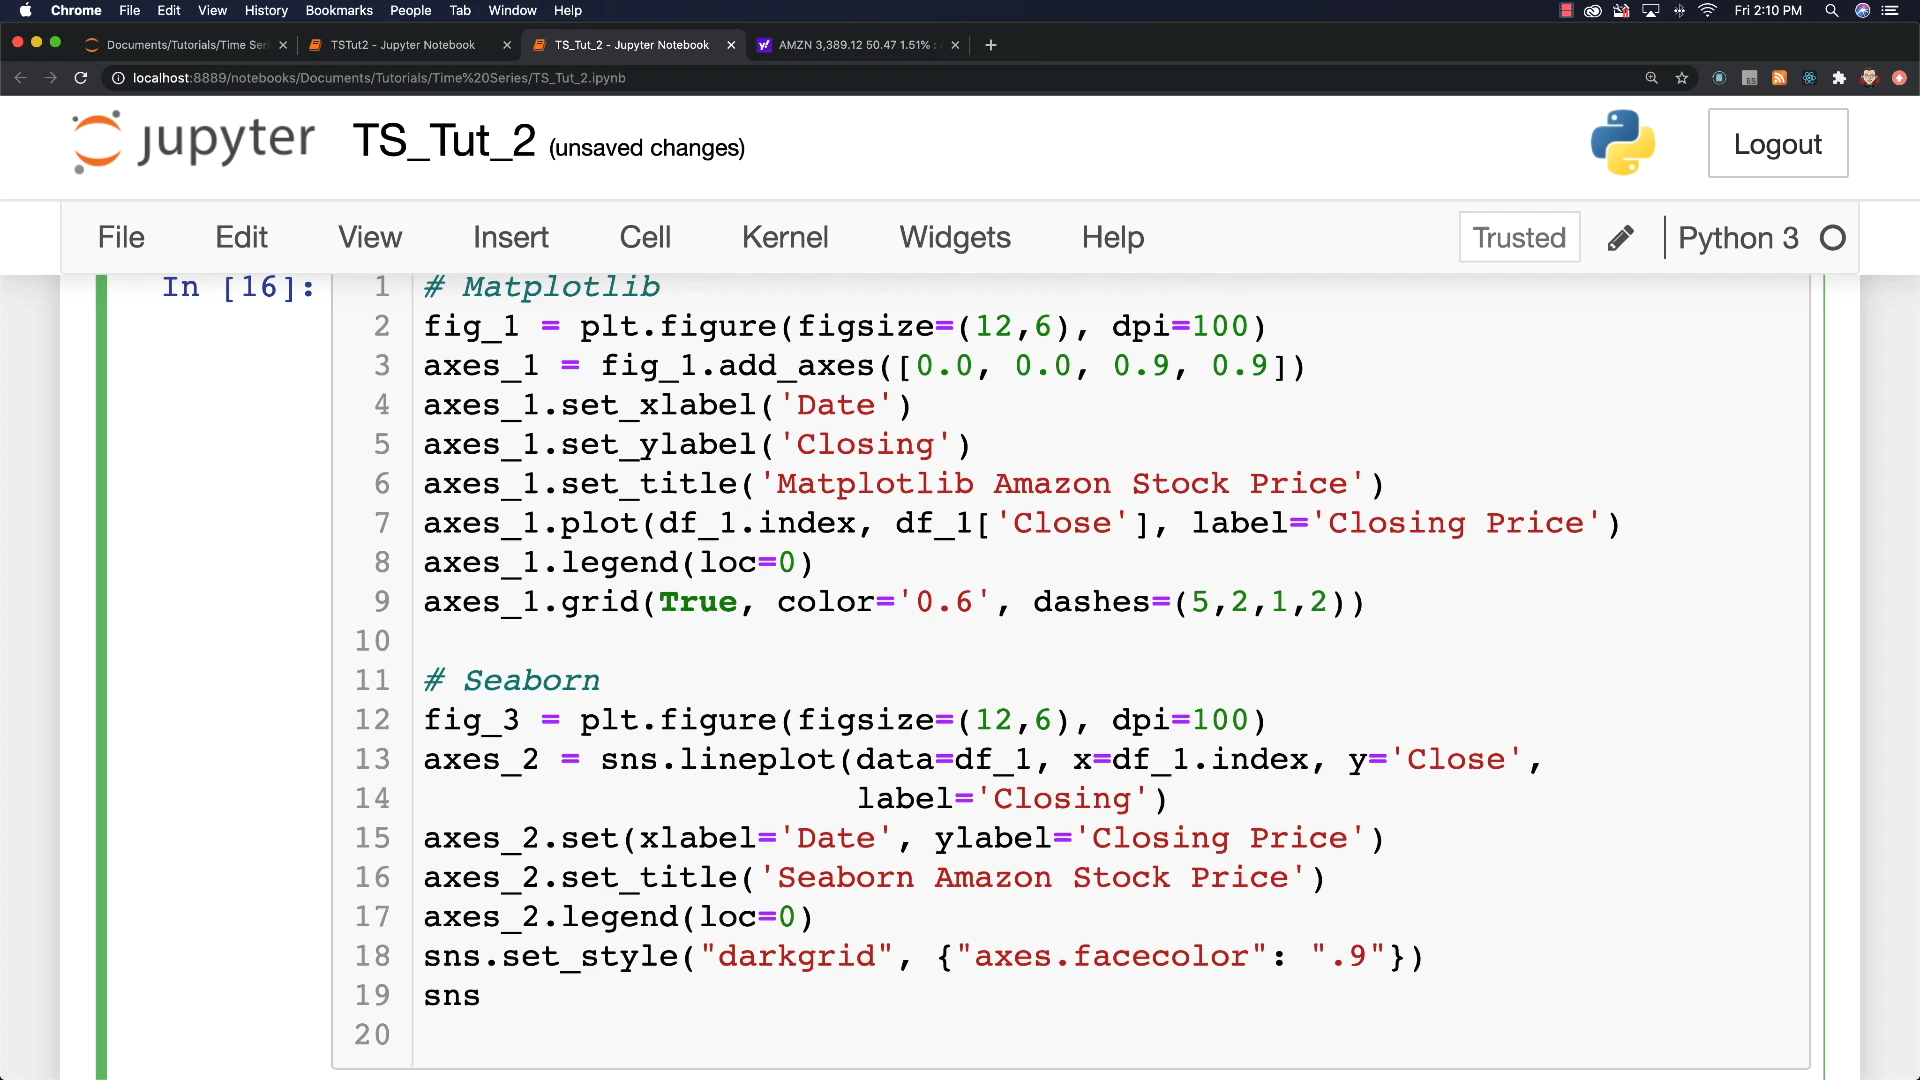 Chrome File Edit View History Bookmarks People Tab Window Help Fri 2:10 PM
Documents/Tutorials/Time Seri TSTut2 - Jupyter Notebook TS_Tut_2 - Jupyter Notebook AMZN 3,389.12 50.47 1.51% :
localhost:8889/notebooks/Documents/Tutorials/Time%20Series/TS_Tut_2.ipynb
jupyter TS_Tut_2 (unsaved changes) Logout
File Edit View Insert Cell Kernel Widgets Help Trusted Python 3
In [16]: 1 # Matplotlib
2 fig_1 = plt.figure(figsize=(12,6), dpi=100)
3 axes_1 = fig_1.add_axes([0.0, 0.0, 0.9, 0.9])
4 axes_1.set_xlabel('Date')
5 axes_1.set_ylabel('Closing')
6 axes_1.set_title('Matplotlib Amazon Stock Price')
7 axes_1.plot(df_1.index, df_1['Close'], label='Closing Price')
8 axes_1.legend(loc=0)
9 axes_1.grid(True, color='0.6', dashes=(5,2,1,2))
10
11 # Seaborn
12 fig_3 = plt.figure(figsize=(12,6), dpi=100)
13 axes_2 = sns.lineplot(data=df_1, x=df_1.index, y='Close',
14 label='Closing')
15 axes_2.set(xlabel='Date', ylabel='Closing Price')
16 axes_2.set_title('Seaborn Amazon Stock Price')
17 axes_2.legend(loc=0)
18 sns.set_style("darkgrid", {"axes.facecolor": ".9"})
19 sns
20